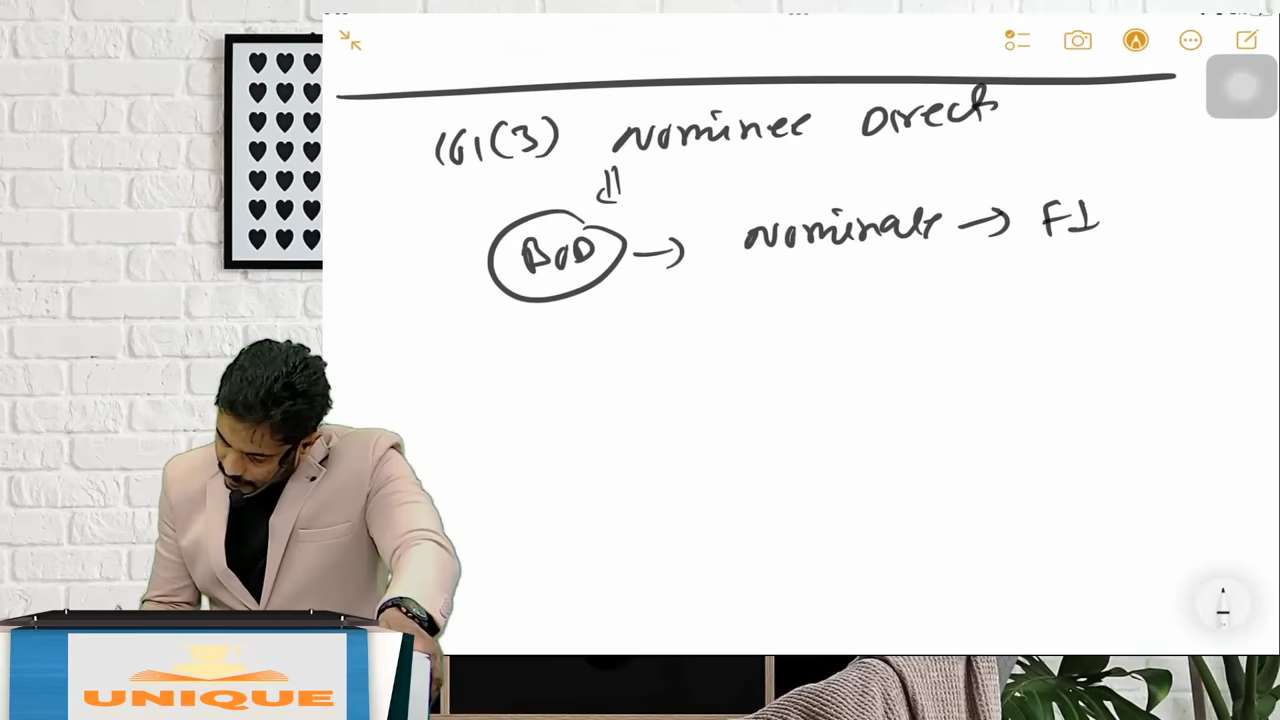 161(3) Nominee Direct
BOD → Nominate → FI
UNIQUE